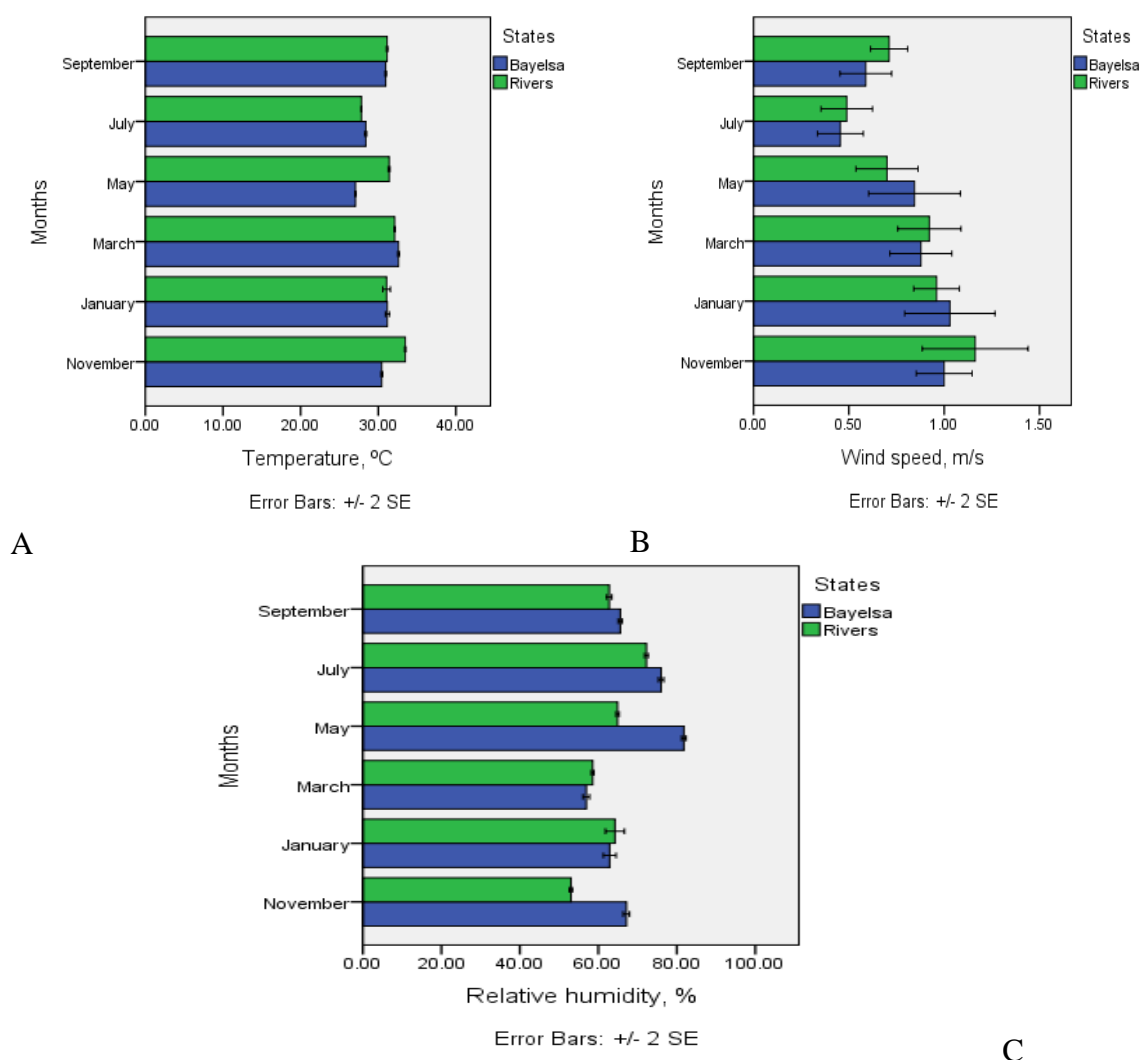 States
Bayelsa
Rivers
September
July
May
March
January
November
Months
0.00 10.00 20.00 30.00 40.00
Temperature, ºC
Error Bars: +/- 2 SE
A
States
Bayelsa
Rivers
September
July
May
March
January
November
Months
0.00 0.50 1.00 1.50
Wind speed, m/s
Error Bars: +/- 2 SE
B
States
Bayelsa
Rivers
September
July
May
March
January
November
Months
0.00 20.00 40.00 60.00 80.00 100.00
Relative humidity, %
Error Bars: +/- 2 SE
C